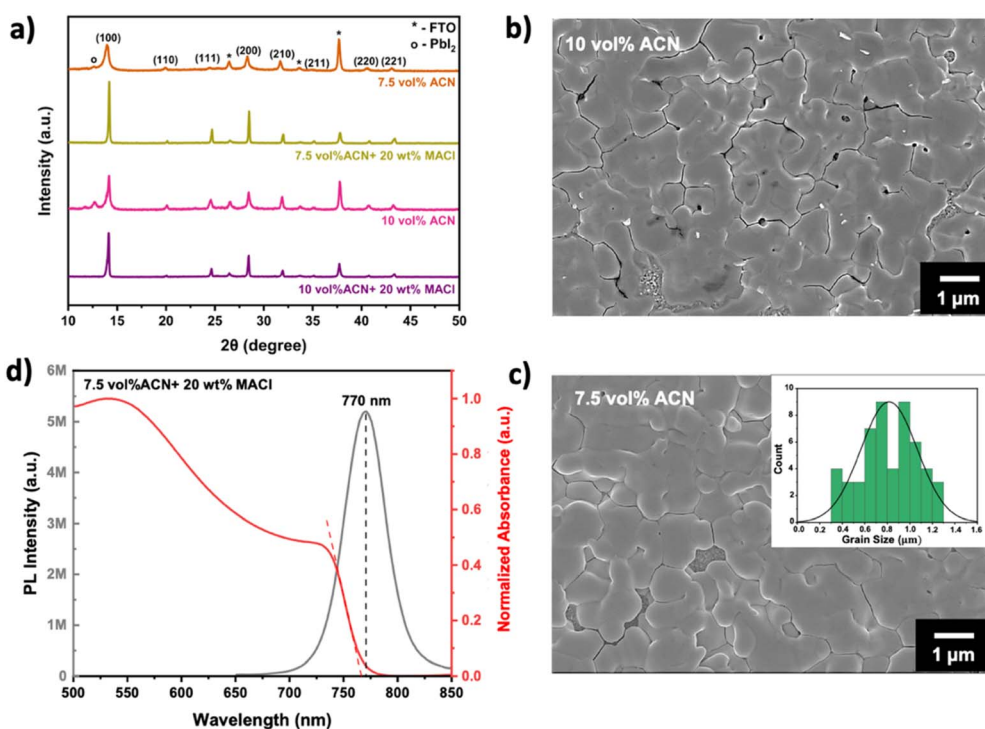 a)
* - FTO
o - PbI₂
(100)
(110)
(111)
*
(200)
(210)
*
(211)
*
(220)
(221)
o
7.5 vol% ACN
7.5 vol%ACN+ 20 wt% MACl
10 vol% ACN
10 vol%ACN+ 20 wt% MACl
Intensity (a.u.)
10 15 20 25 30 35 40 45 50
2θ (degree)
b)
10 vol% ACN
1 µm
d)
7.5 vol%ACN+ 20 wt% MACl
770 nm
PL Intensity (a.u.)
6M
5M
4M
3M
2M
1M
0
Normalized Absorbance (a.u.)
1.0
0.8
0.6
0.4
0.2
0.0
500 550 600 650 700 750 800 850
Wavelength (nm)
c)
7.5 vol% ACN
Count
10
8
6
4
2
0
0.0 0.2 0.4 0.6 0.8 1.0 1.2 1.4 1.6
Grain Size (µm)
1 µm